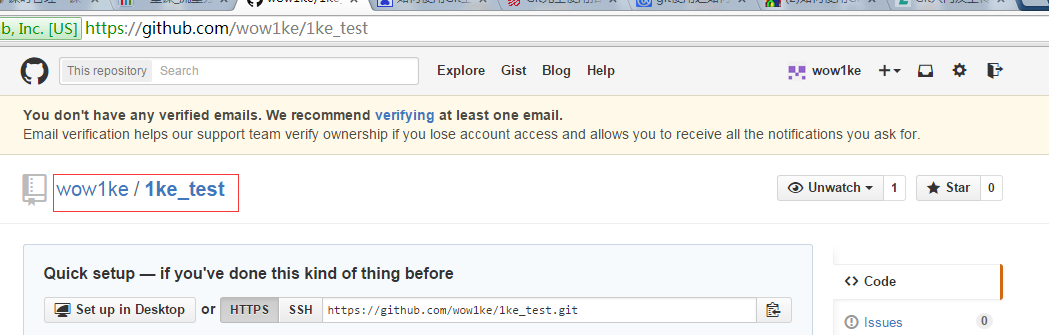 b, Inc. [US] https://github.com/wow1ke/1ke_test
This repository Search Explore Gist Blog Help wow1ke
You don't have any verified emails. We recommend verifying at least one email.
Email verification helps our support team verify ownership if you lose account access and allows you to receive all the notifications you ask for.
wow1ke / 1ke_test Unwatch 1 Star 0
Quick setup — if you've done this kind of thing before
Set up in Desktop or HTTPS SSH https://github.com/wow1ke/1ke_test.git
Code
Issues 0